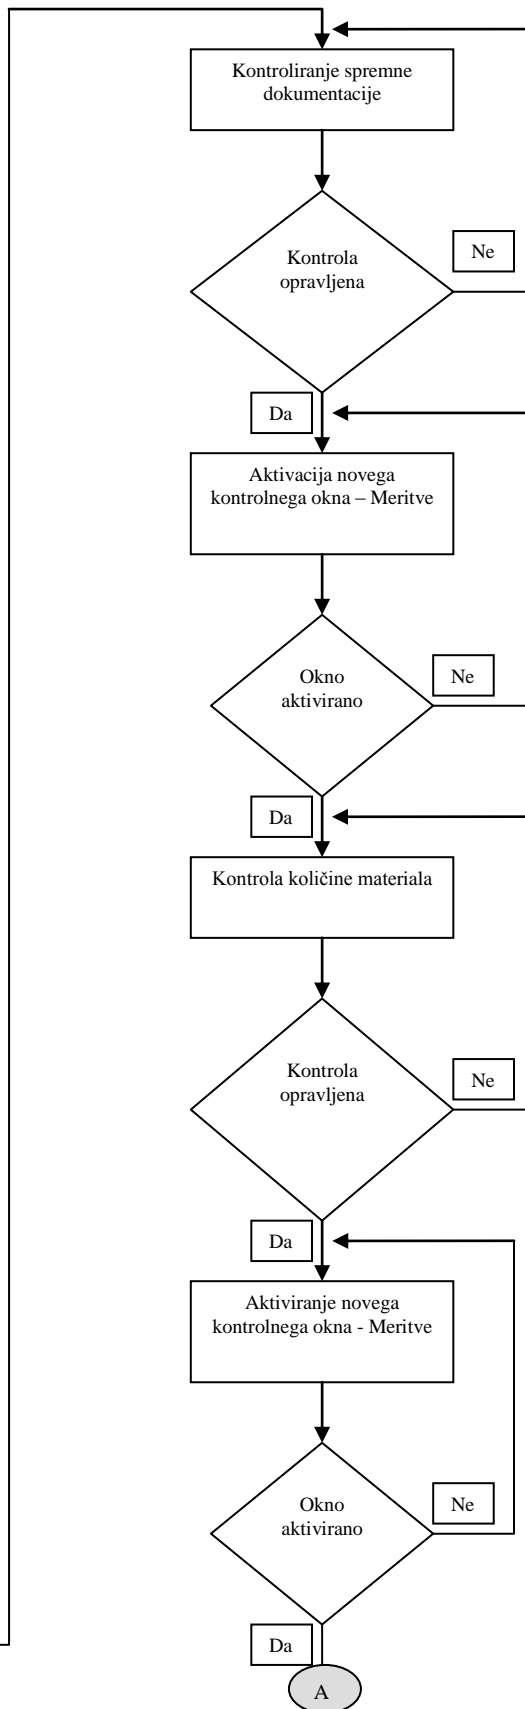 Kontroliranje spremne
dokumentacije
Kontrola
opravljena
Ne
Da
Aktivacija novega
kontrolnega okna – Meritve
Okno
aktivirano
Ne
Da
Kontrola količine materiala
Kontrola
opravljena
Ne
Da
Aktiviranje novega
kontrolnega okna - Meritve
Okno
aktivirano
Ne
Da
A